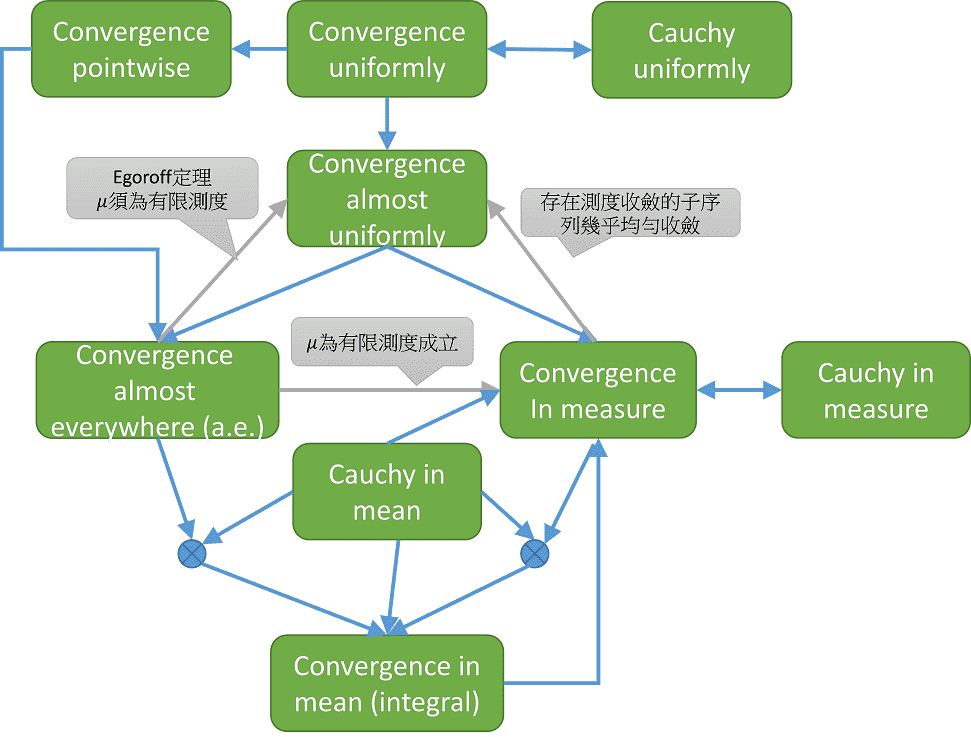 Convergence
pointwise
Convergence
uniformly
Cauchy
uniformly
Convergence
almost
uniformly
Egoroff定理
μ須為有限測度
存在測度收斂的子序
列幾乎均勻收斂
μ為有限測度成立
Convergence
almost
everywhere (a.e.)
Convergence
In measure
Cauchy in
measure
Cauchy in
mean
Convergence in
mean (integral)